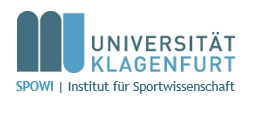 UNIVERSITÄT
KLAGENFURT
SPOWI | Institut für Sportwissenschaft